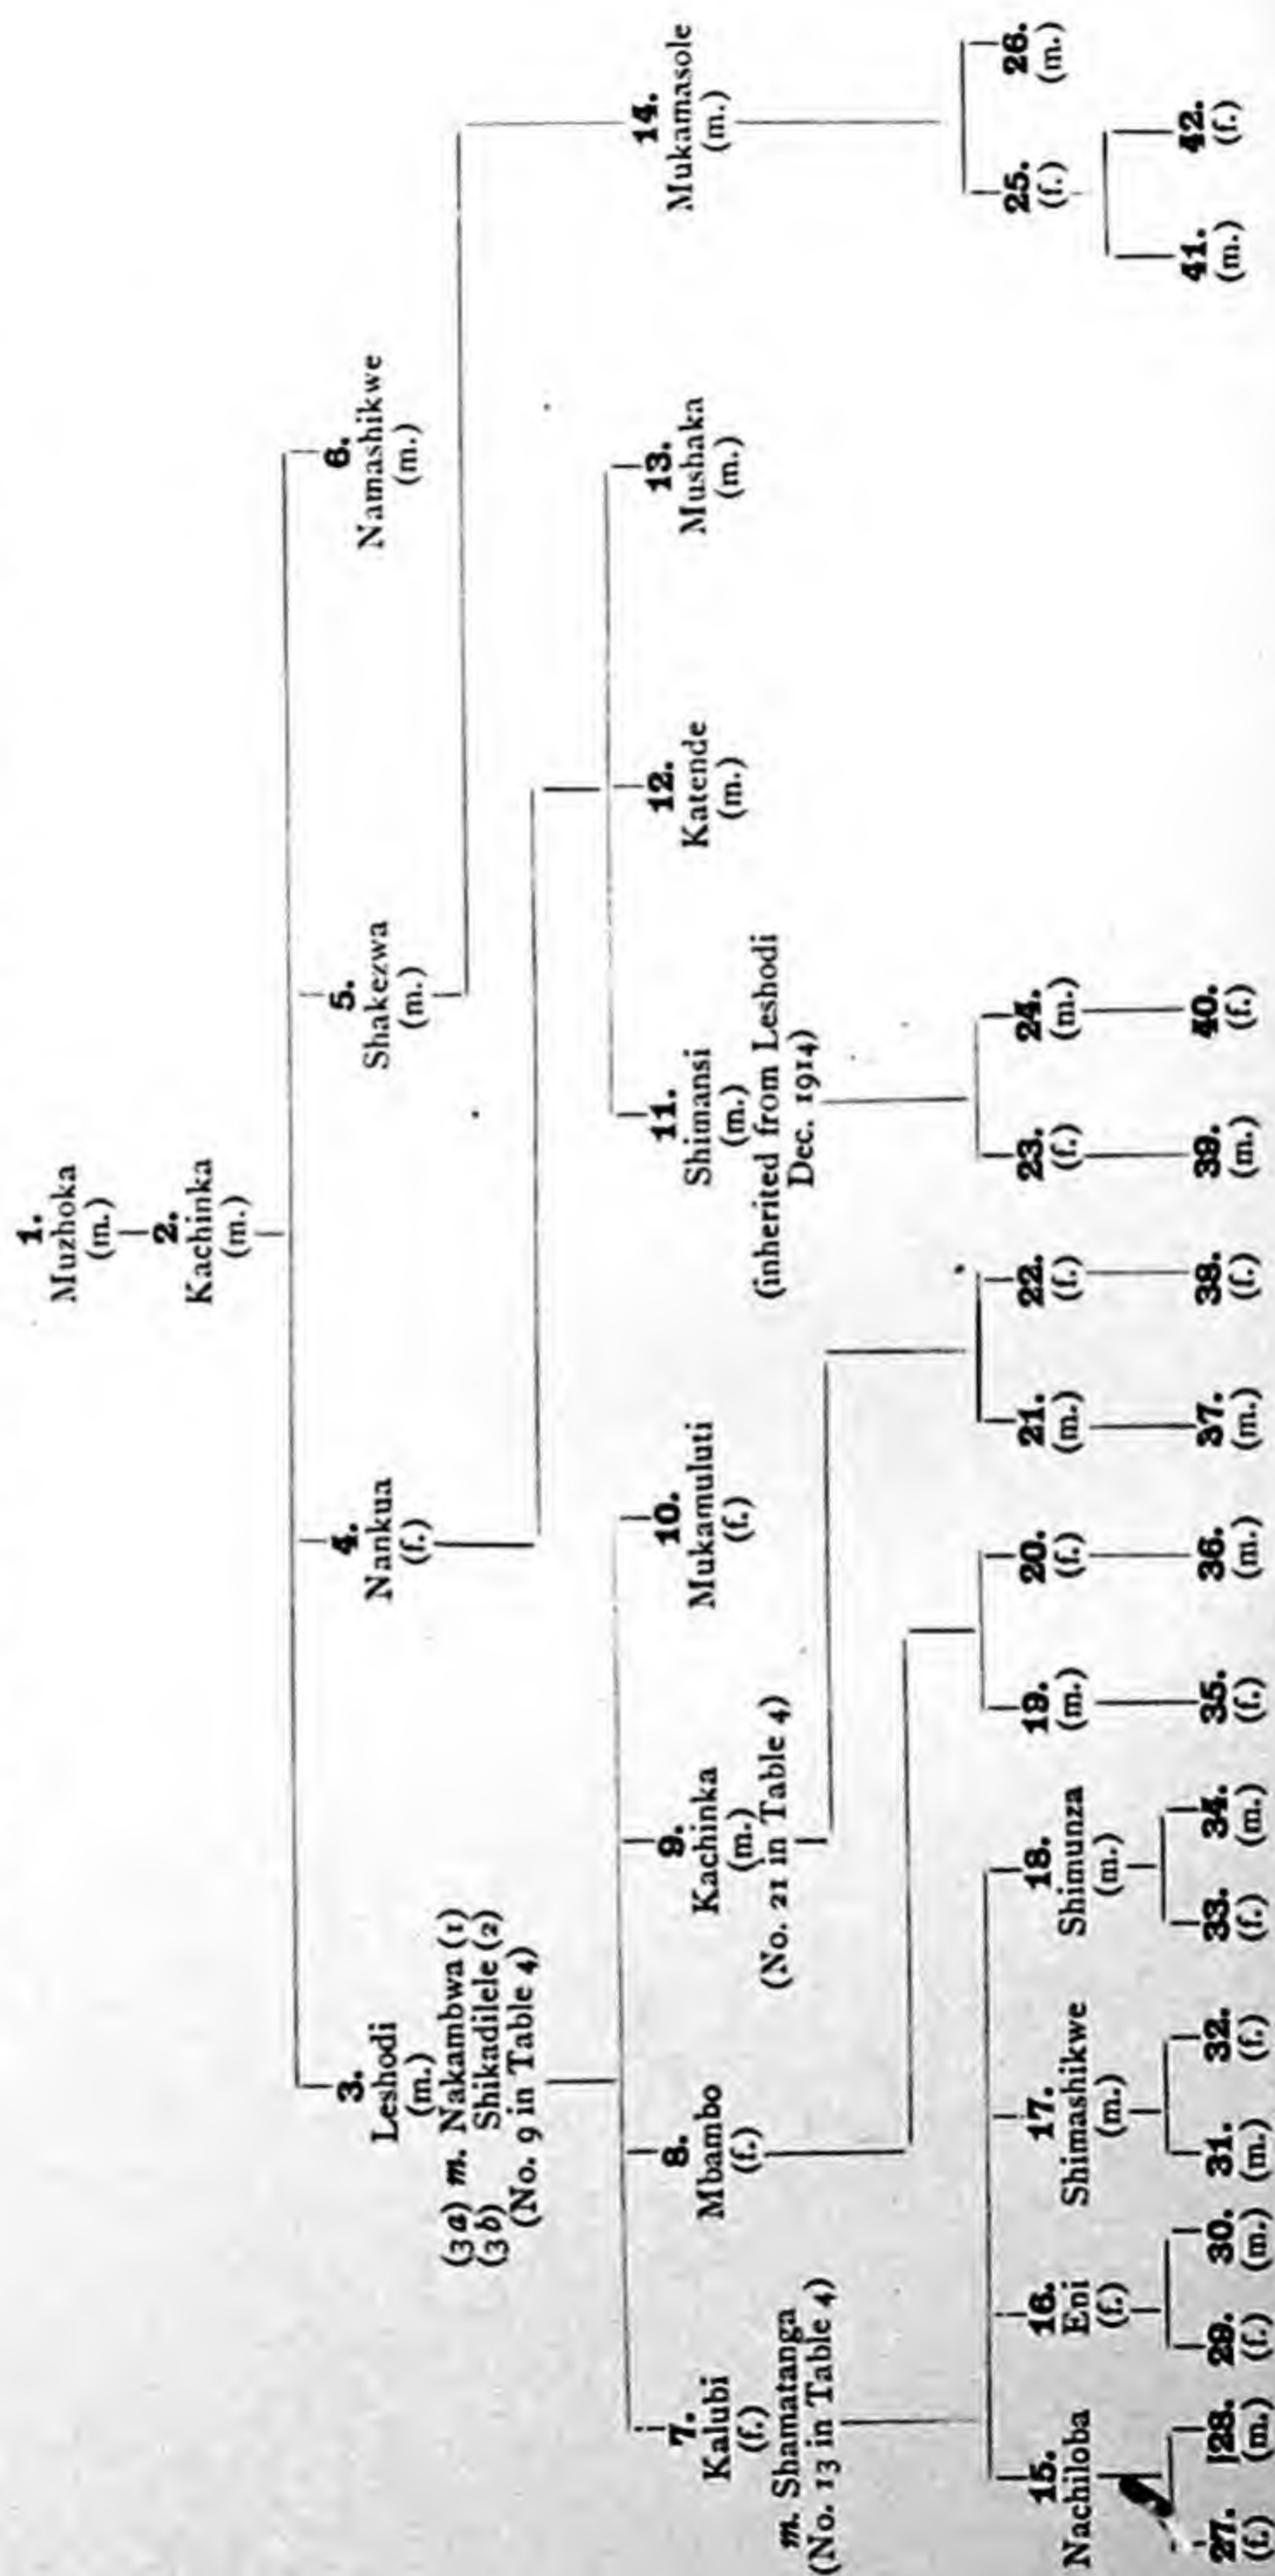 1.
Muzhoka
(m.)
2.
Kachinka
(m.)
3.
Leshodi
(m.)
(3a) m. Nakambwa (1)
(3b) Shikadilele (2)
(No. 9 in Table 4)
4.
Nankua
(f.)
5.
Shakezwa
(m.)
6.
Namashikwe
(m.)
7.
Kalubi
(f.)
m. Shamatanga
(No. 13 in Table 4)
8.
Mbambo
(f.)
9.
Kachinka
(m.)
(No. 21 in Table 4)
10.
Mukamuluti
(f.)
11.
Shimansi
(m.)
(inherited from Leshodi
Dec. 1914)
12.
Katende
(m.)
13.
Mushaka
(m.)
14.
Mukamasole
(m.)
15.
Nachiloba
16.
Eni
(f.)
17.
Shimashikwe
(m.)
18.
Shimunza
(m.)
19.
(m.)
20.
(f.)
21.
(m.)
22.
(f.)
23.
(f.)
24.
(m.)
25.
(f.)
26.
(m.)
27.
(f.)
28.
(m.)
29.
(f.)
30.
(m.)
31.
(m.)
32.
(f.)
33.
(f.)
34.
(m.)
35.
(f.)
36.
(m.)
37.
(m.)
38.
(f.)
39.
(m.)
40.
(f.)
41.
(m.)
42.
(f.)